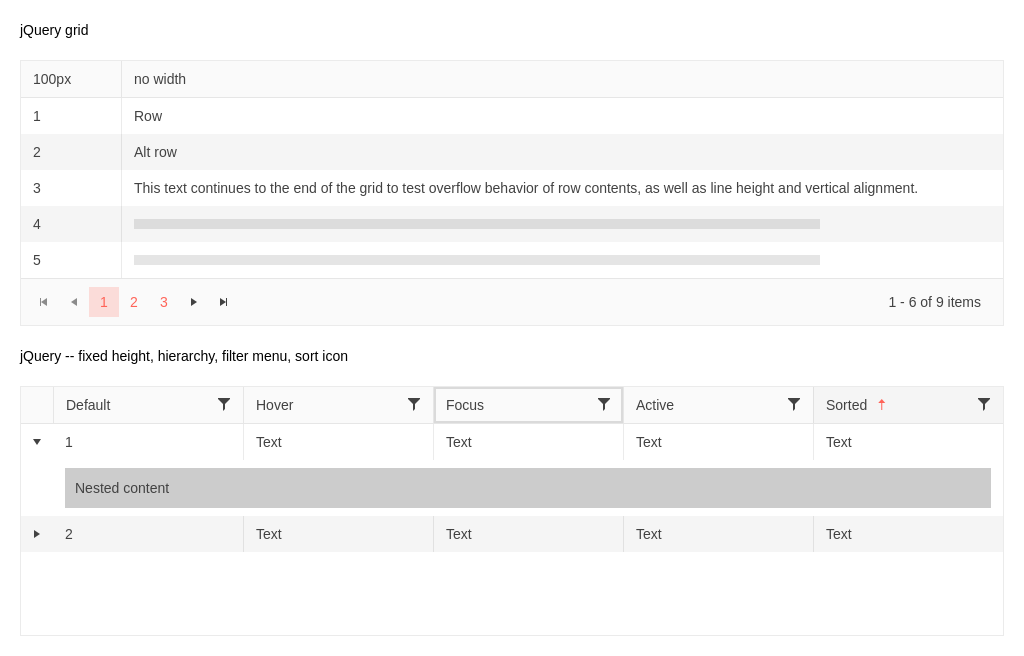 jQuery grid
100px no width
1 Row
2 Alt row
3 This text continues to the end of the grid to test overflow behavior of row contents, as well as line height and vertical alignment.
4
5
1 2 3 1 - 6 of 9 items
jQuery -- fixed height, hierarchy, filter menu, sort icon
Default Hover Focus Active Sorted
1 Text Text Text Text
Nested content
2 Text Text Text Text